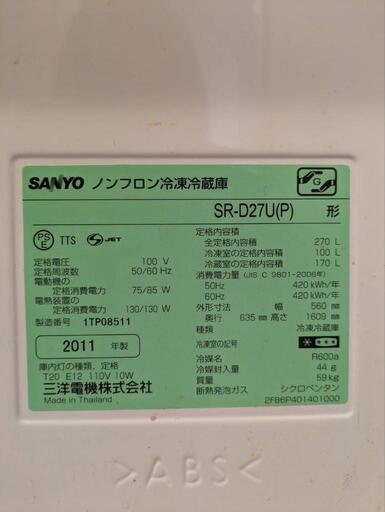 SANYO ノンフロン冷凍冷蔵庫
G
SR-D27U(P) 形
PS E TTS S JET
定格電圧 100 V
定格周波数 50/60 Hz
電動機の
定格消費電力 75/85 W
電熱装置の
定格消費電力 130/130 W
製造番号 1TP08511
2011 年製
庫内灯の種類、定格
T20 E12 110V 10W
三洋電機株式会社
Made in Thailand
定格内容積
全定格内容積 270 L
冷凍室の定格内容積 100 L
冷蔵室の定格内容積 170 L
消費電力量 (JIS C 9801-2006年)
50Hz 420 kWh/年
60Hz 420 kWh/年
外形寸法 幅 560 mm
奥行 635 mm 高さ 1609 mm
種類 冷凍冷蔵庫
冷凍室の記号
冷媒名 R600a
冷媒封入量 44 g
質量 59 kg
断熱発泡ガス シクロペンタン
2FB6P401401000
>ABS<